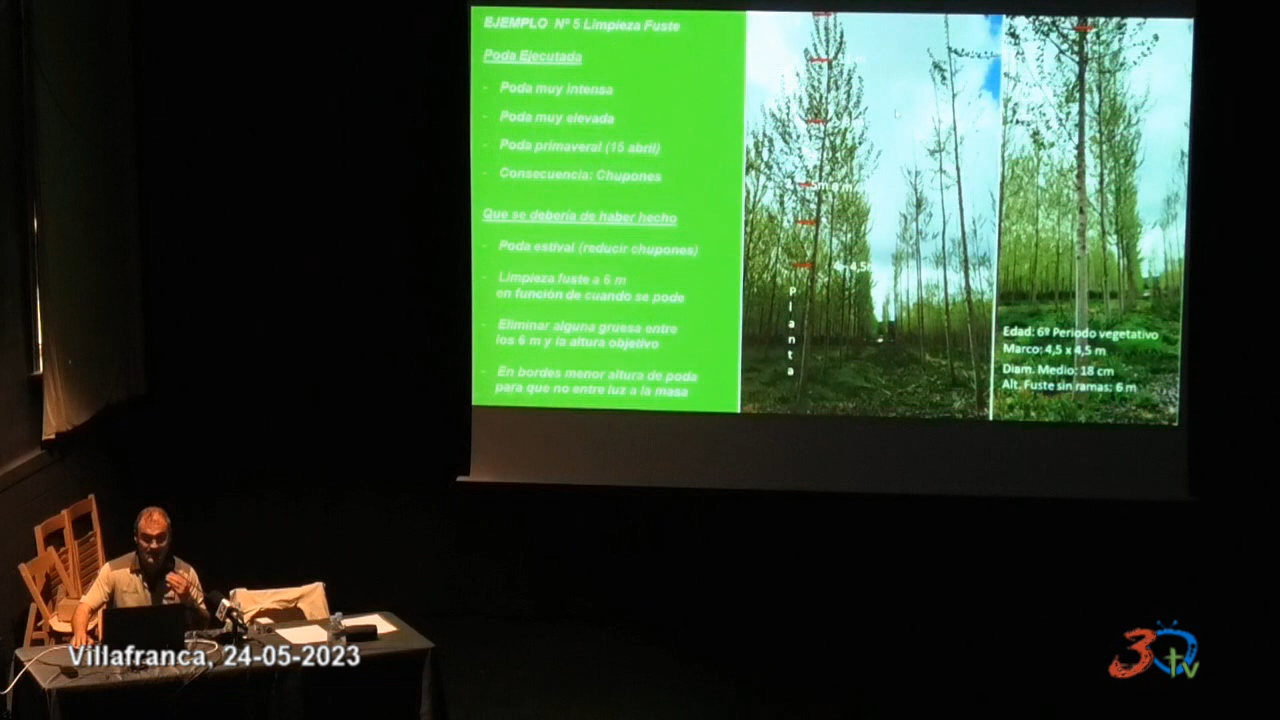 EJEMPLO Nº 5 Limpieza Fuste
Poda Ejecutada
- Poda muy intensa
- Poda muy elevada
- Poda primaveral (15 abril)
- Consecuencia: Chupones
Que se debería de haber hecho
- Poda estival (reducir chupones)
- Limpieza fuste a 6 m
en función de cuando se pode
- Eliminar alguna gruesa entre
los 6 m y la altura objetivo
- En bordes menor altura de poda
para que no entre luz a la masa
Planta
Edad: 6º Periodo vegetativo
Marco: 4,5 x 4,5 m
Diam. Medio: 18 cm
Alt. Fuste sin ramas: 6 m
Villafranca, 24-05-2023
3 tv